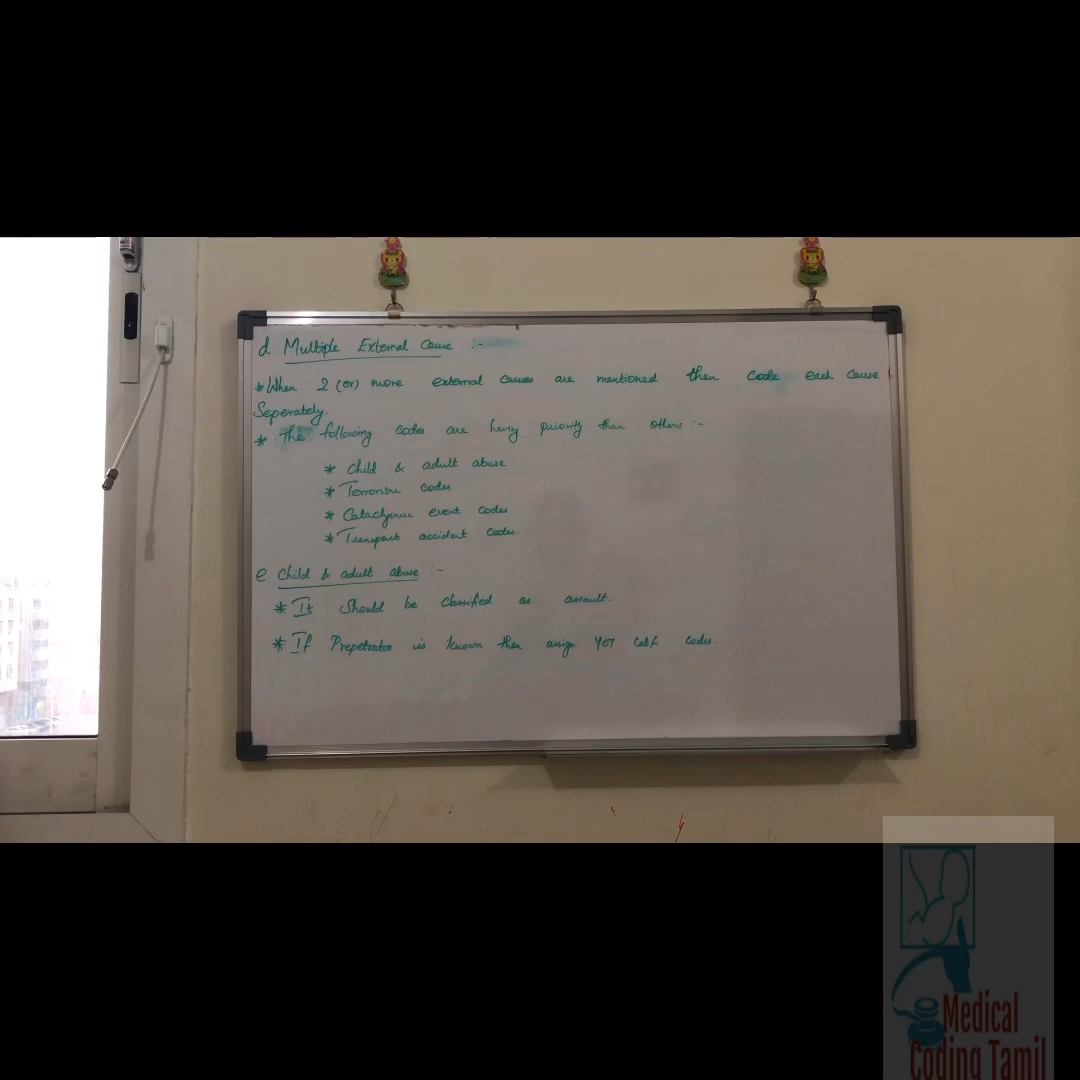 d. Multiple External Cause :-
* When 2 (or) more external causes are mentioned then code each cause
Seperately.
* The following codes are having priority than others :-
* Child & adult abuse
* Terrorism codes
* Cataclysmic event codes
* Transport accident codes.
e. Child & adult abuse :-
* It Should be classified as assault.
* If Prepetrator is known then assign Y07 codes.
Medical
Coding Tamil